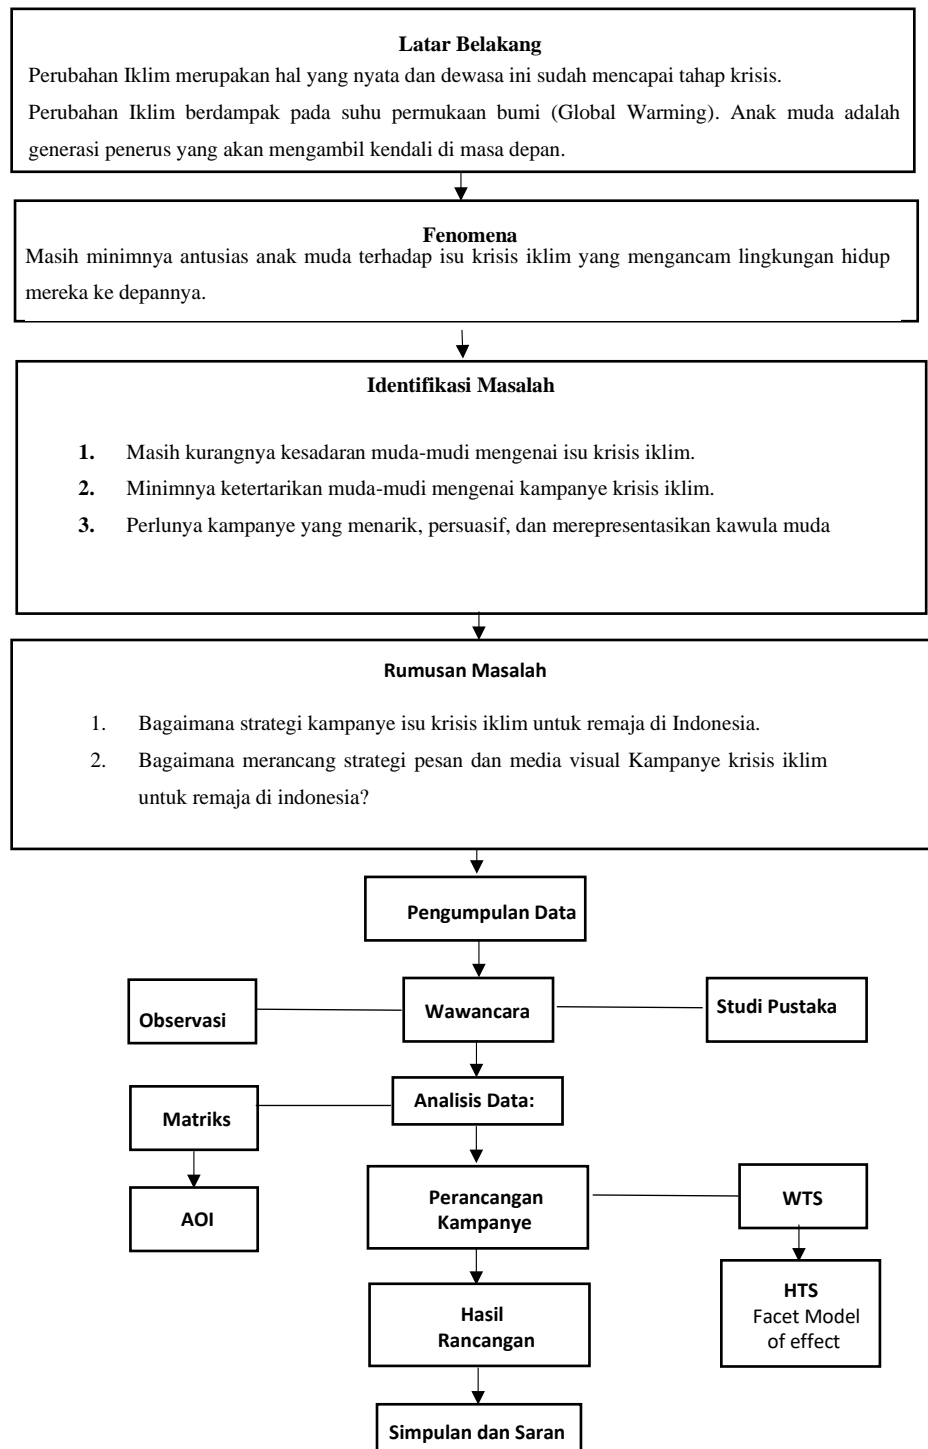 Latar Belakang
Perubahan Iklim merupakan hal yang nyata dan dewasa ini sudah mencapai tahap krisis.
Perubahan Iklim berdampak pada suhu permukaan bumi (Global Warming). Anak muda adalah
generasi penerus yang akan mengambil kendali di masa depan.
Fenomena
Masih minimnya antusias anak muda terhadap isu krisis iklim yang mengancam lingkungan hidup
mereka ke depannya.
Identifikasi Masalah
1. Masih kurangnya kesadaran muda-mudi mengenai isu krisis iklim.
2. Minimnya ketertarikan muda-mudi mengenai kampanye krisis iklim.
3. Perlunya kampanye yang menarik, persuasif, dan merepresentasikan kawula muda
Rumusan Masalah
1. Bagaimana strategi kampanye isu krisis iklim untuk remaja di Indonesia.
2. Bagaimana merancang strategi pesan dan media visual Kampanye krisis iklim
untuk remaja di indonesia?
Pengumpulan Data
Observasi
Wawancara
Studi Pustaka
Analisis Data:
Matriks
AOI
Perancangan
Kampanye
WTS
HTS
Facet Model
of effect
Hasil
Rancangan
Simpulan dan Saran